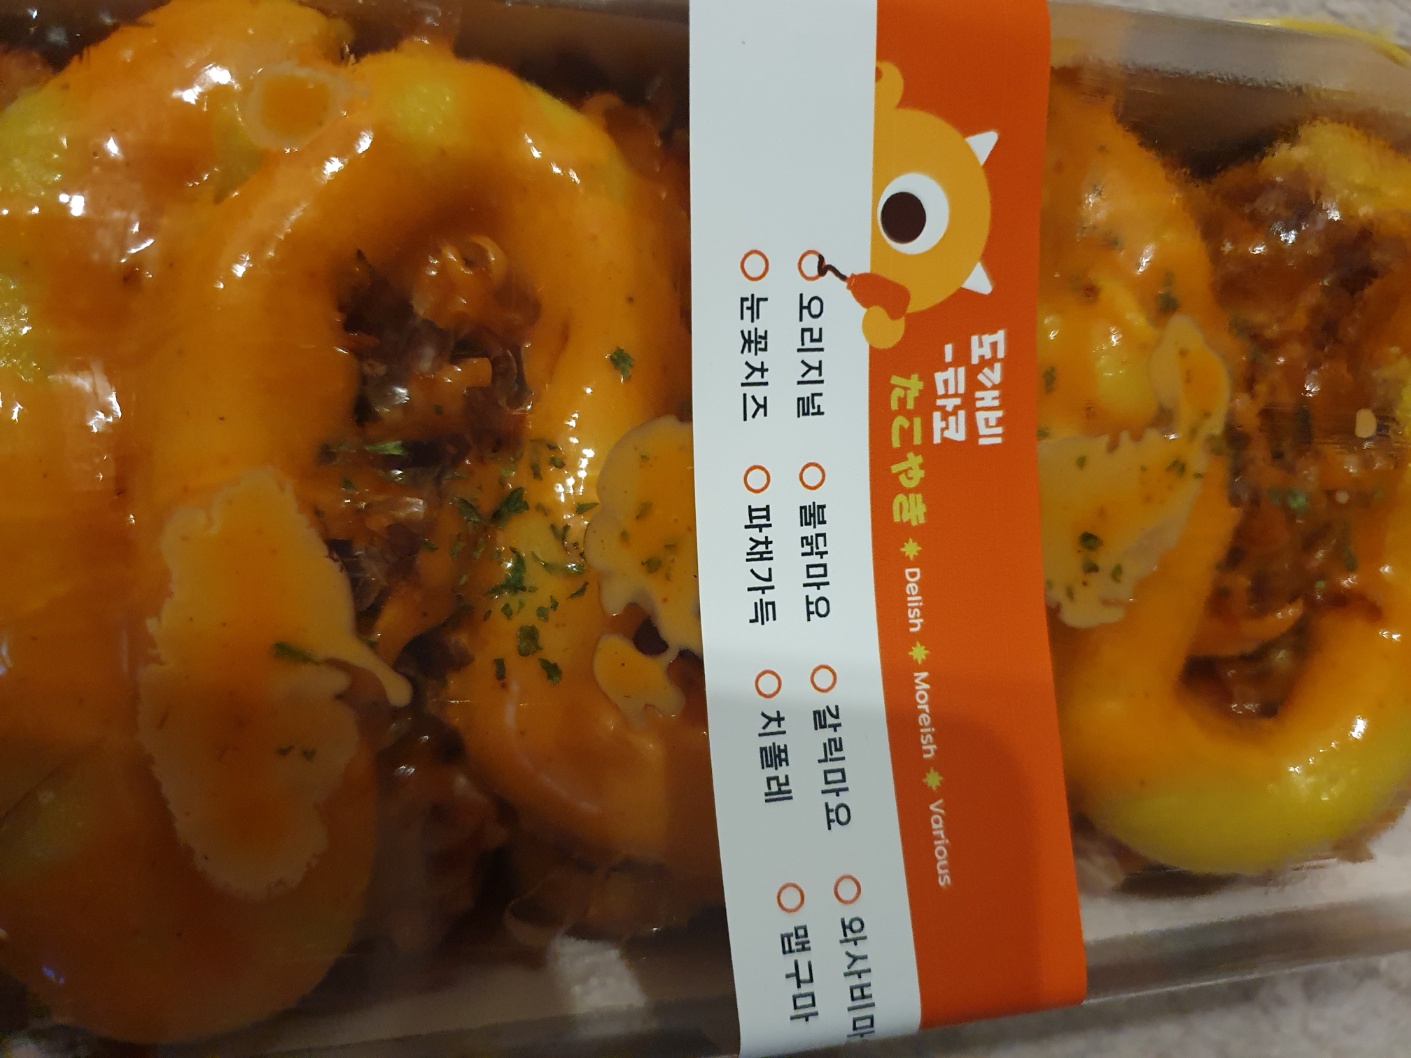 도깨비
-타코
たこやき ✷ Delish ✷ Moreish ✷ Various
○ 오리지널 ○ 불닭마요 ○ 갈릭마요 ○ 와사비마
○ 눈꽃치즈 ○ 파채가득 ○ 치폴레 ○ 맵구마